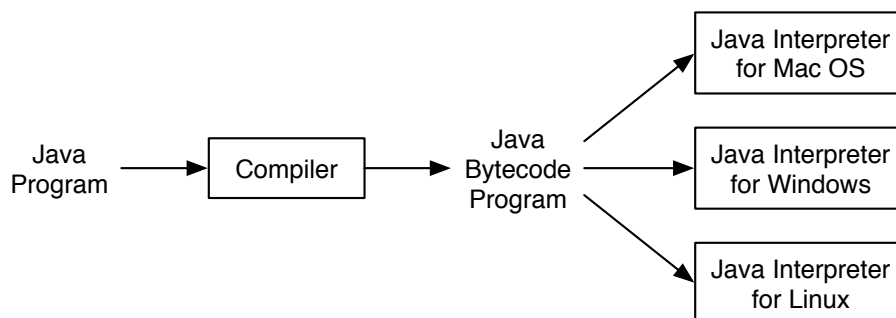 Java
Program
Compiler
Java
Bytecode
Program
Java Interpreter
for Mac OS
Java Interpreter
for Windows
Java Interpreter
for Linux